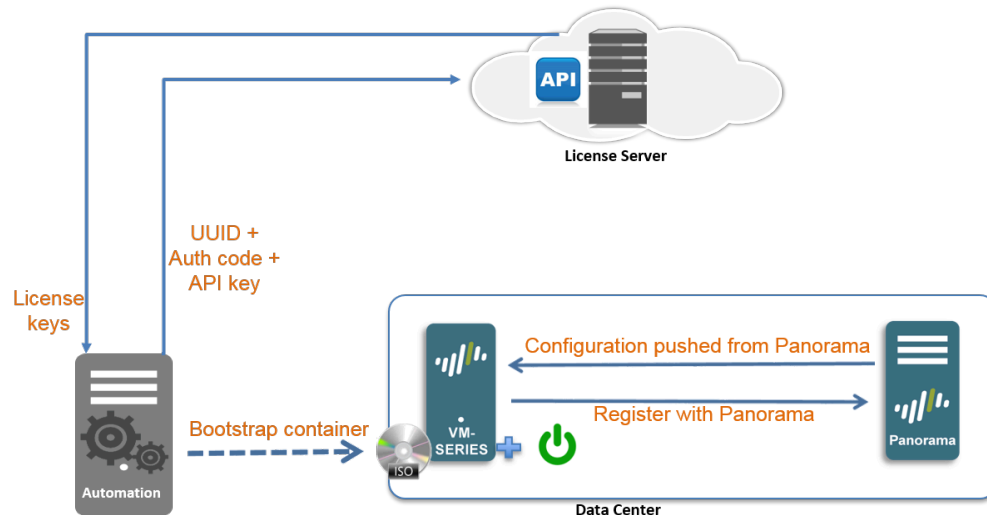 API
License Server
UUID +
Auth code +
API key
License
keys
Configuration pushed from Panorama
Register with Panorama
VM-
SERIES
Panorama
Bootstrap container
ISO
Automation
Data Center